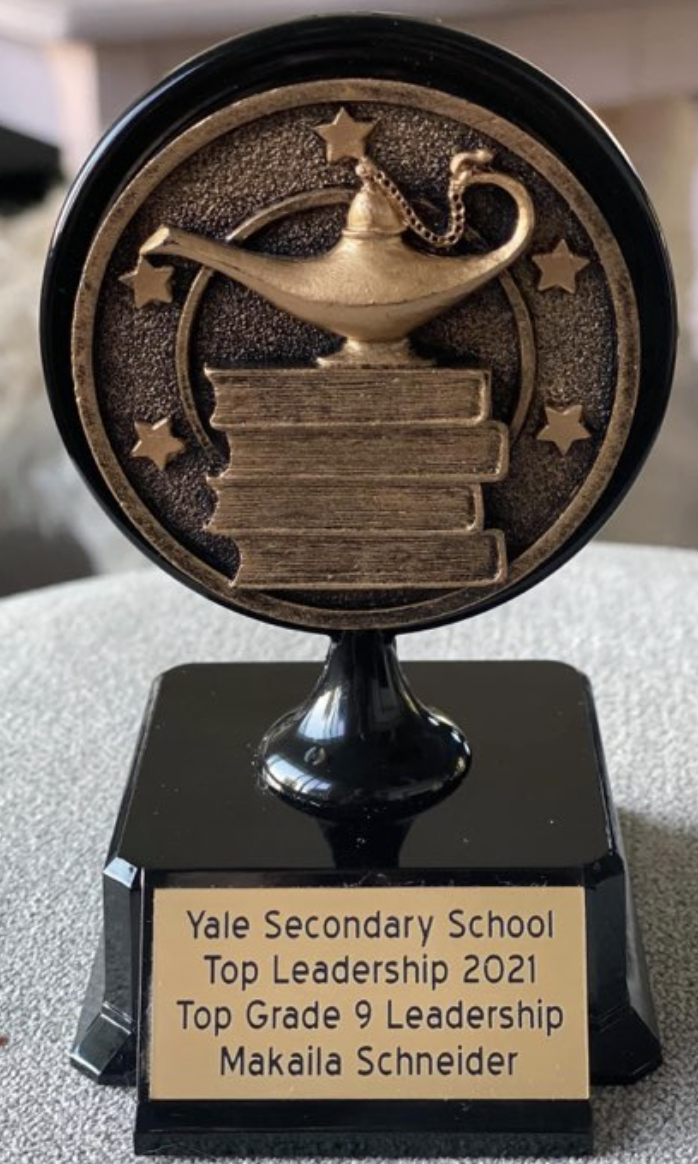 Yale Secondary School
Top Leadership 2021
Top Grade 9 Leadership
Makaila Schneider